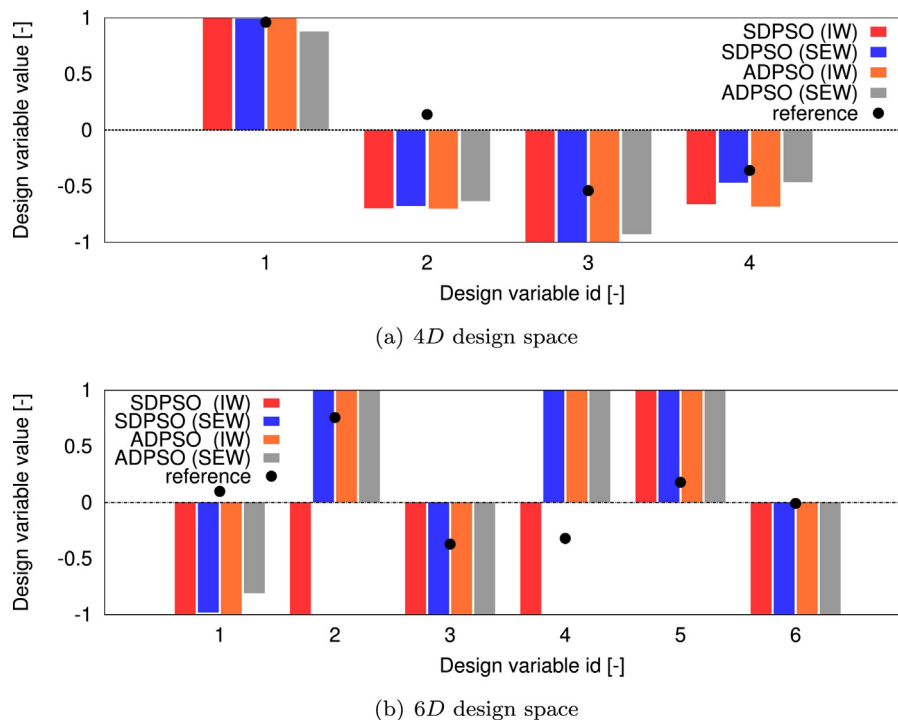 SDPSO (IW)
SDPSO (SEW)
ADPSO (IW)
ADPSO (SEW)
reference
Design variable value [-]
1
0.5
0
-0.5
-1
1 2 3 4
Design variable id [-]
(a) 4D design space
SDPSO (IW)
SDPSO (SEW)
ADPSO (IW)
ADPSO (SEW)
reference
Design variable value [-]
1
0.5
0
-0.5
-1
1 2 3 4 5 6
Design variable id [-]
(b) 6D design space